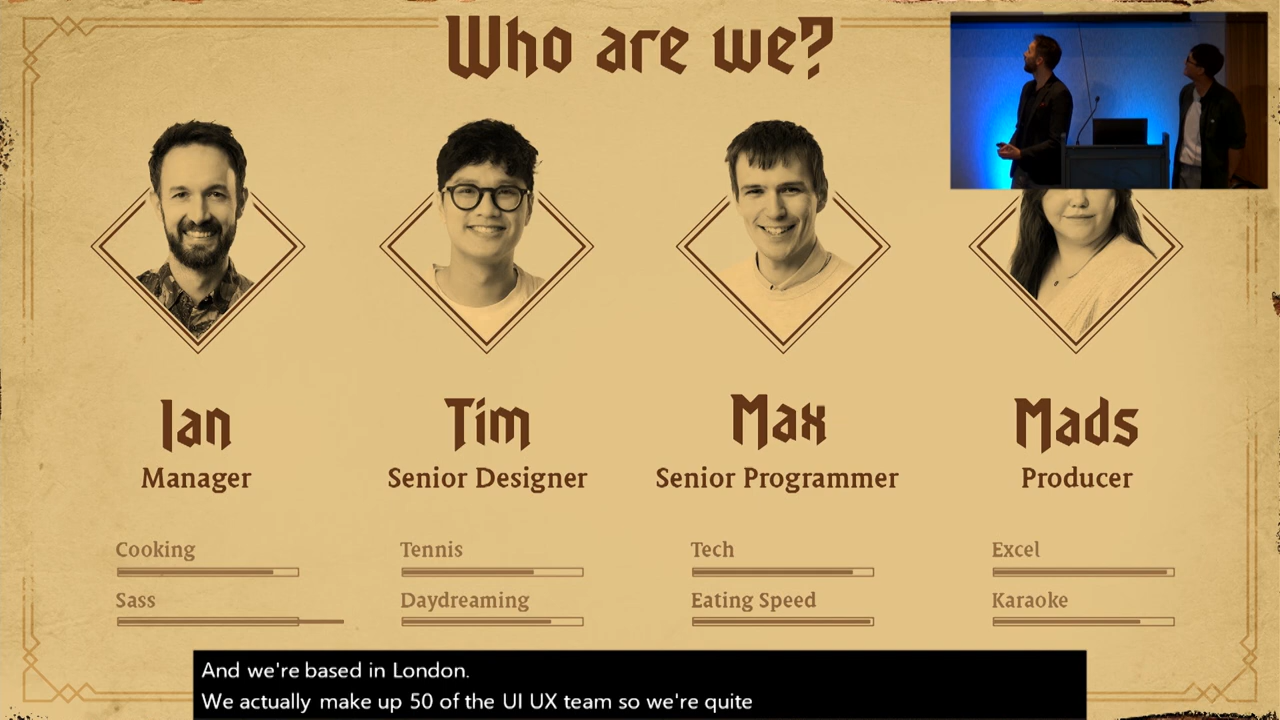 Who are we?
Ian
Manager
Cooking
Sass
Tim
Senior Designer
Tennis
Daydreaming
Max
Senior Programmer
Tech
Eating Speed
Mads
Producer
Excel
Karaoke
And we're based in London.
We actually make up 50 of the UI UX team so we're quite